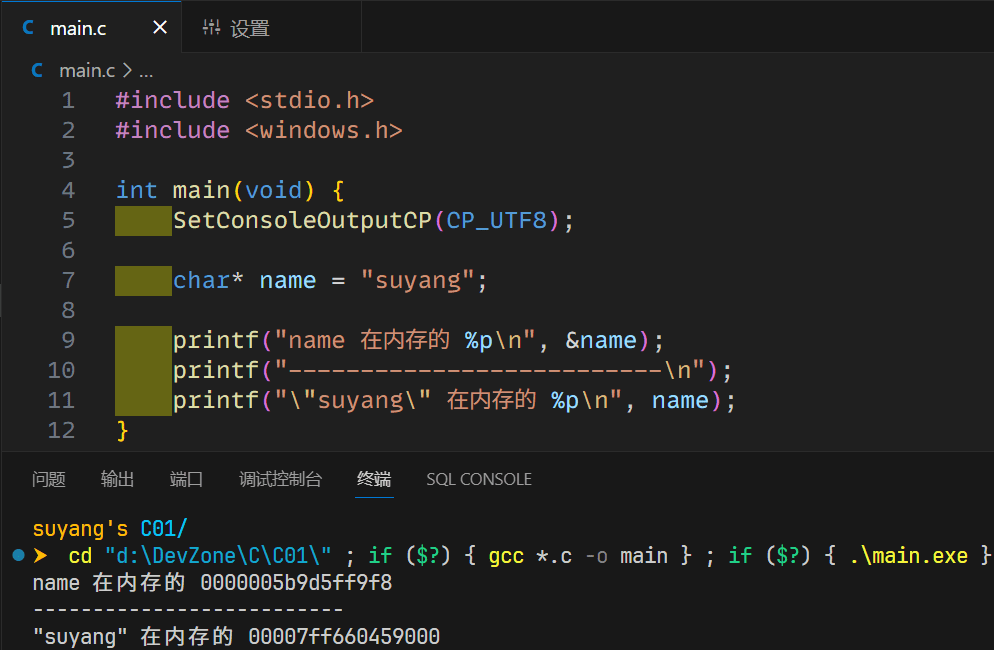 C main.c × 设置
C main.c > ...
1 #include <stdio.h>
2 #include <windows.h>
3
4 int main(void) {
5 SetConsoleOutputCP(CP_UTF8);
6
7 char* name = "suyang";
8
9 printf("name 在内存的 %p\n", &name);
10 printf("--------------------------\n");
11 printf("\"suyang\" 在内存的 %p\n", name);
12 }
问题 输出 端口 调试控制台 终端 SQL CONSOLE
suyang's C01/
cd "d:\DevZone\C\C01\" ; if ($?) { gcc *.c -o main } ; if ($?) { .\main.exe }
name 在内存的 0000005b9d5ff9f8
--------------------------
"suyang" 在内存的 00007ff660459000